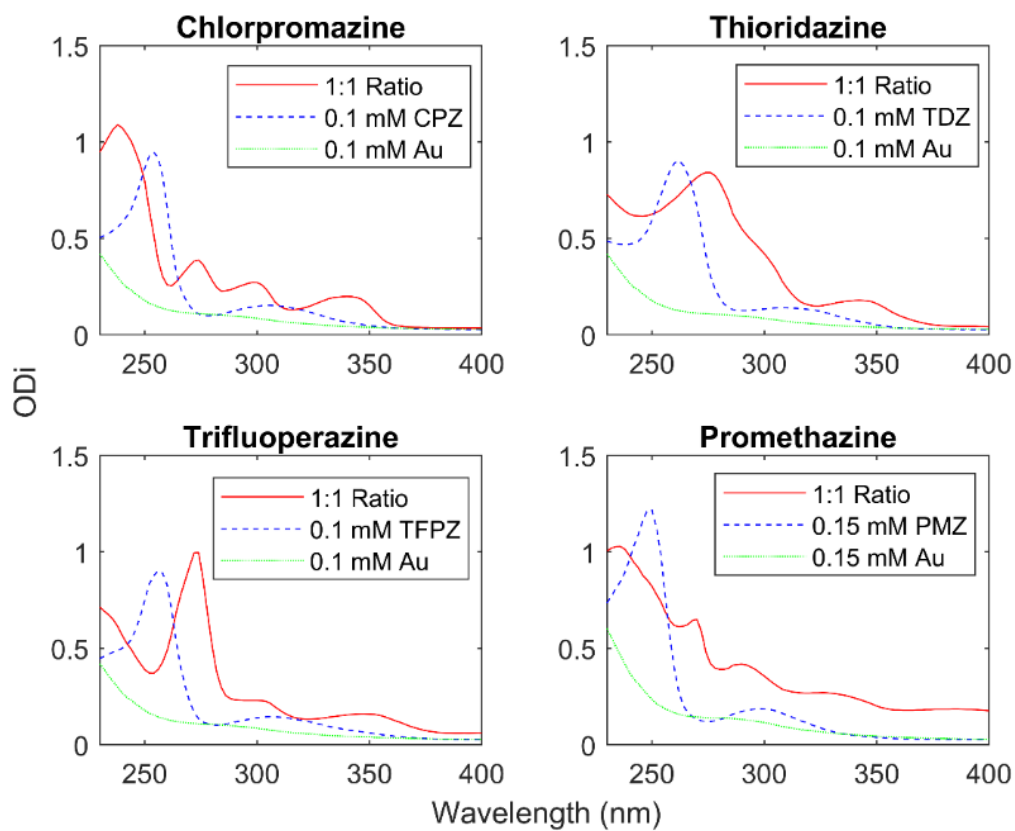 Chlorpromazine
1.5
1
0.5
0
1:1 Ratio
0.1 mM CPZ
0.1 mM Au
250 300 350 400
Thioridazine
1.5
1
0.5
0
1:1 Ratio
0.1 mM TDZ
0.1 mM Au
250 300 350 400
ODi
Trifluoperazine
1.5
1
0.5
0
1:1 Ratio
0.1 mM TFPZ
0.1 mM Au
250 300 350 400
Promethazine
1.5
1
0.5
0
1:1 Ratio
0.15 mM PMZ
0.15 mM Au
250 300 350 400
Wavelength (nm)